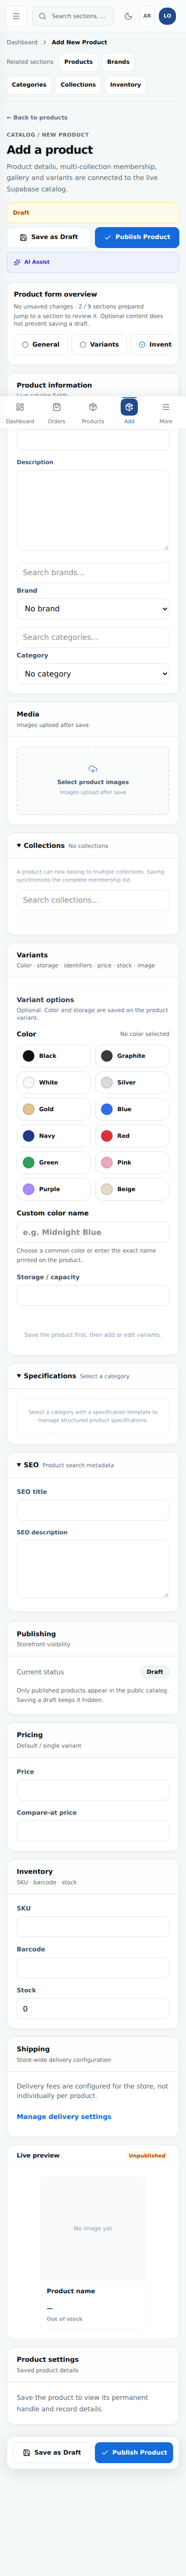 Search sections, ...
AR
LO
Dashboard > Add New Product
Related sections
Products
Brands
Categories
Collections
Inventory
← Back to products
CATALOG / NEW PRODUCT
Add a product
Product details, multi-collection membership,
gallery and variants are connected to the live
Supabase catalog.
Draft
Save as Draft
Publish Product
AI Assist
Product form overview
No unsaved changes · 2 / 9 sections prepared
Jump to a section to review it. Optional content does
not prevent saving a draft.
General
Variants
Product information
Dashboard
Orders
Products
Add
More
Description
Search brands...
Brand
No brand
Search categories...
Category
No category
Media
Images upload after save
Select product images
Images upload after save
Collections No collections
A product can now belong to multiple collections. Saving
synchronizes the complete membership list.
Search collections...
Variants
Color · storage · identifiers · price · stock · image
Variant options
Optional. Color and storage are saved on the product
variant.
Color
No color selected
Black
Graphite
White
Silver
Gold
Blue
Navy
Red
Green
Pink
Purple
Beige
Custom color name
e.g. Midnight Blue
Choose a common color or enter the exact name
printed on the product.
Storage / capacity
Save the product first, then add or edit variants.
Specifications Select a category
Select a category with a specification template to
manage structured product specifications.
SEO Product search metadata
SEO title
SEO description
Publishing
Storefront visibility
Current status
Draft
Only published products appear in the public catalog.
Saving a draft keeps it hidden.
Pricing
Default / single variant
Price
Compare-at price
Inventory
SKU · barcode · stock
SKU
Barcode
Stock
0
Shipping
Store-wide delivery configuration
Delivery fees are configured for the store, not
individually per product.
Manage delivery settings
Live preview
Unpublished
No image yet
Product name
—
Out of stock
Product settings
Saved product details
Save the product to view its permanent
handle and record details.
Save as Draft
Publish Product